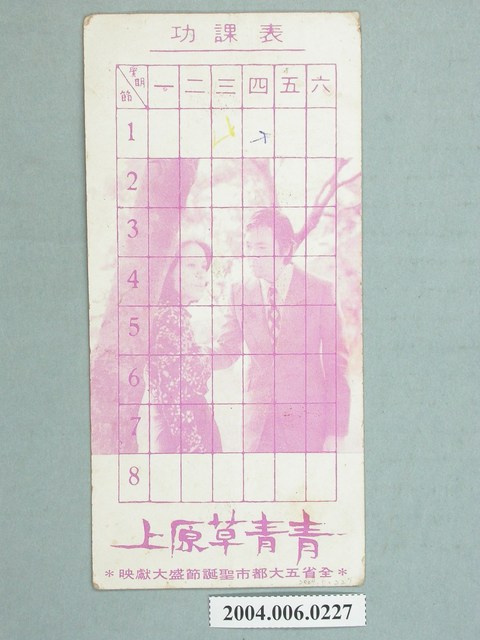 功課表
星期
節
一 二 三 四 五 六
1
2
3
4
5
6
7
8
青青草原上
*全省五大都市聖誕節盛大獻映*
2004.006.0227